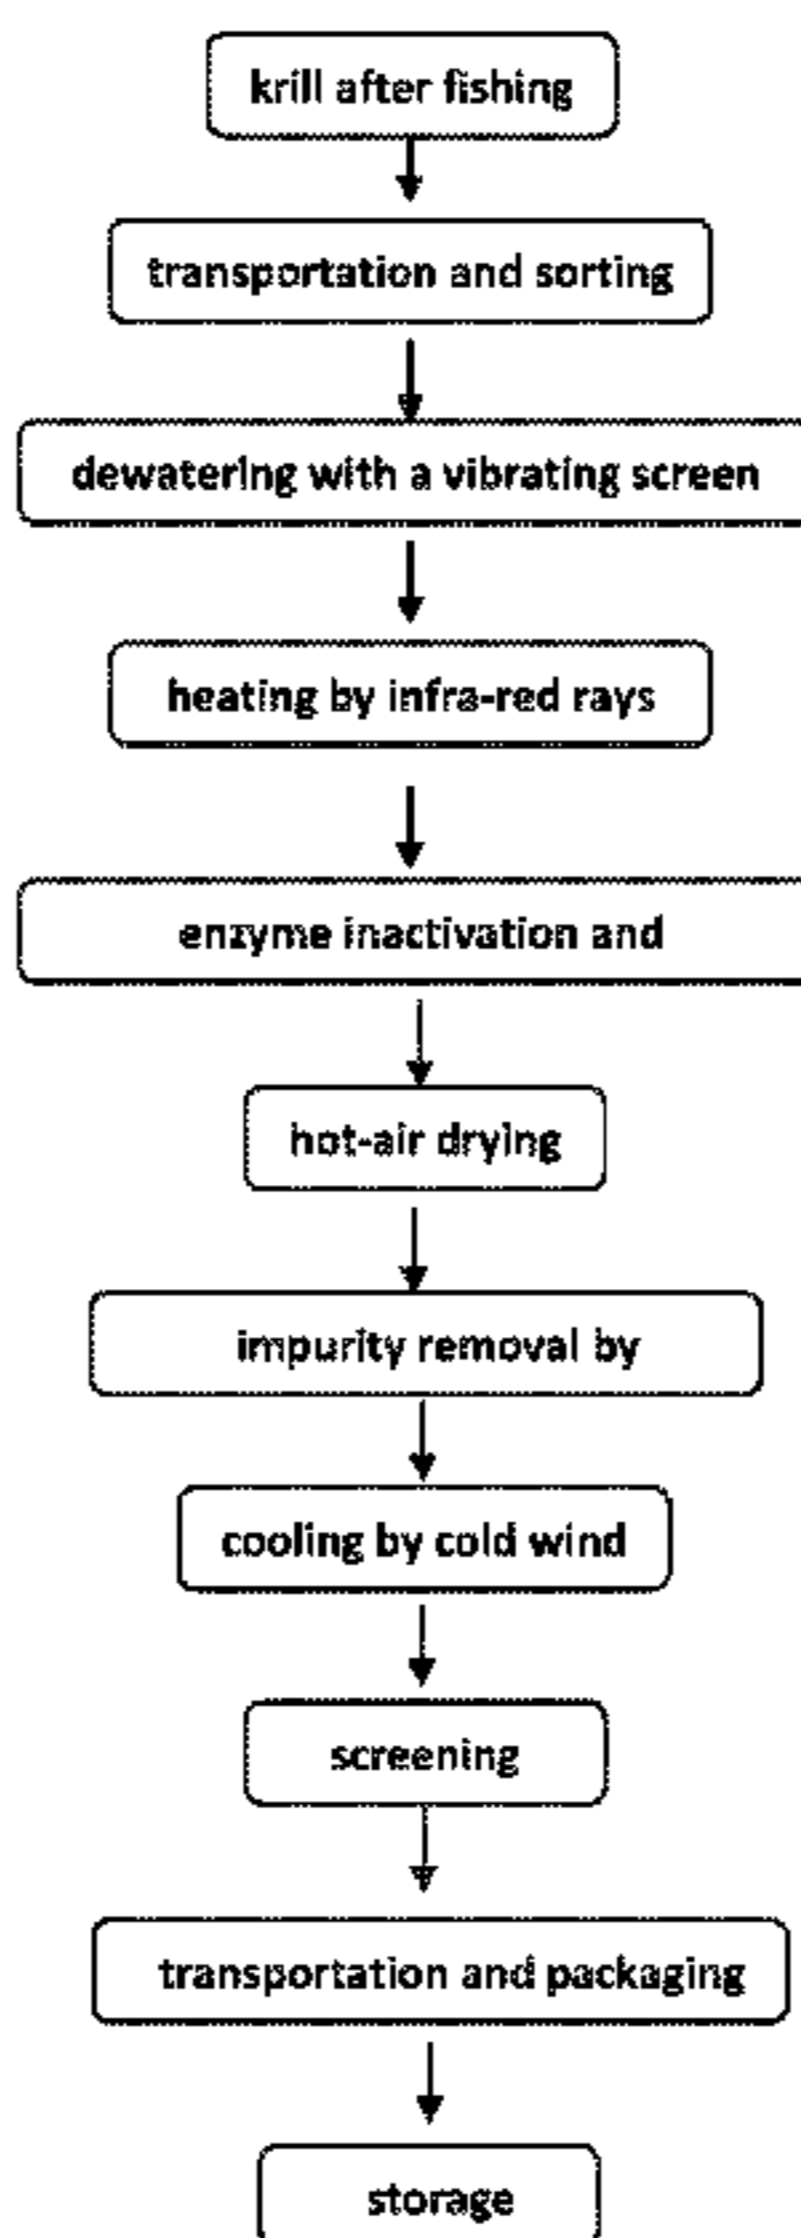 krill after fishing
transportation and sorting
dewatering with a vibrating screen
heating by infra-red rays
enzyme inactivation and
hot-air drying
impurity removal by
cooling by cold wind
screening
transportation and packaging
storage